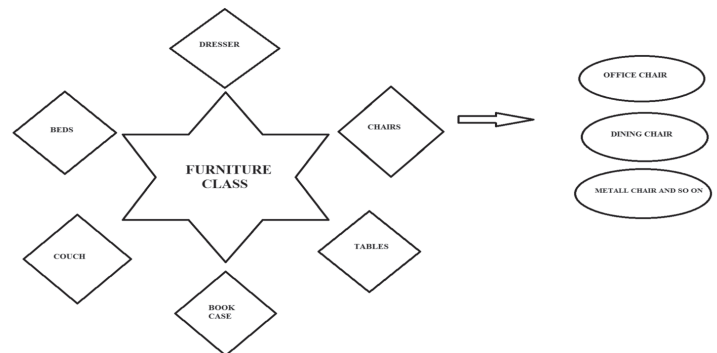 DRESSER
OFFICE CHAIR
BEDS
CHAIRS
DINING CHAIR
FURNITURE
CLASS
METALL CHAIR AND SO ON
COUCH
TABLES
BOOK
CASE